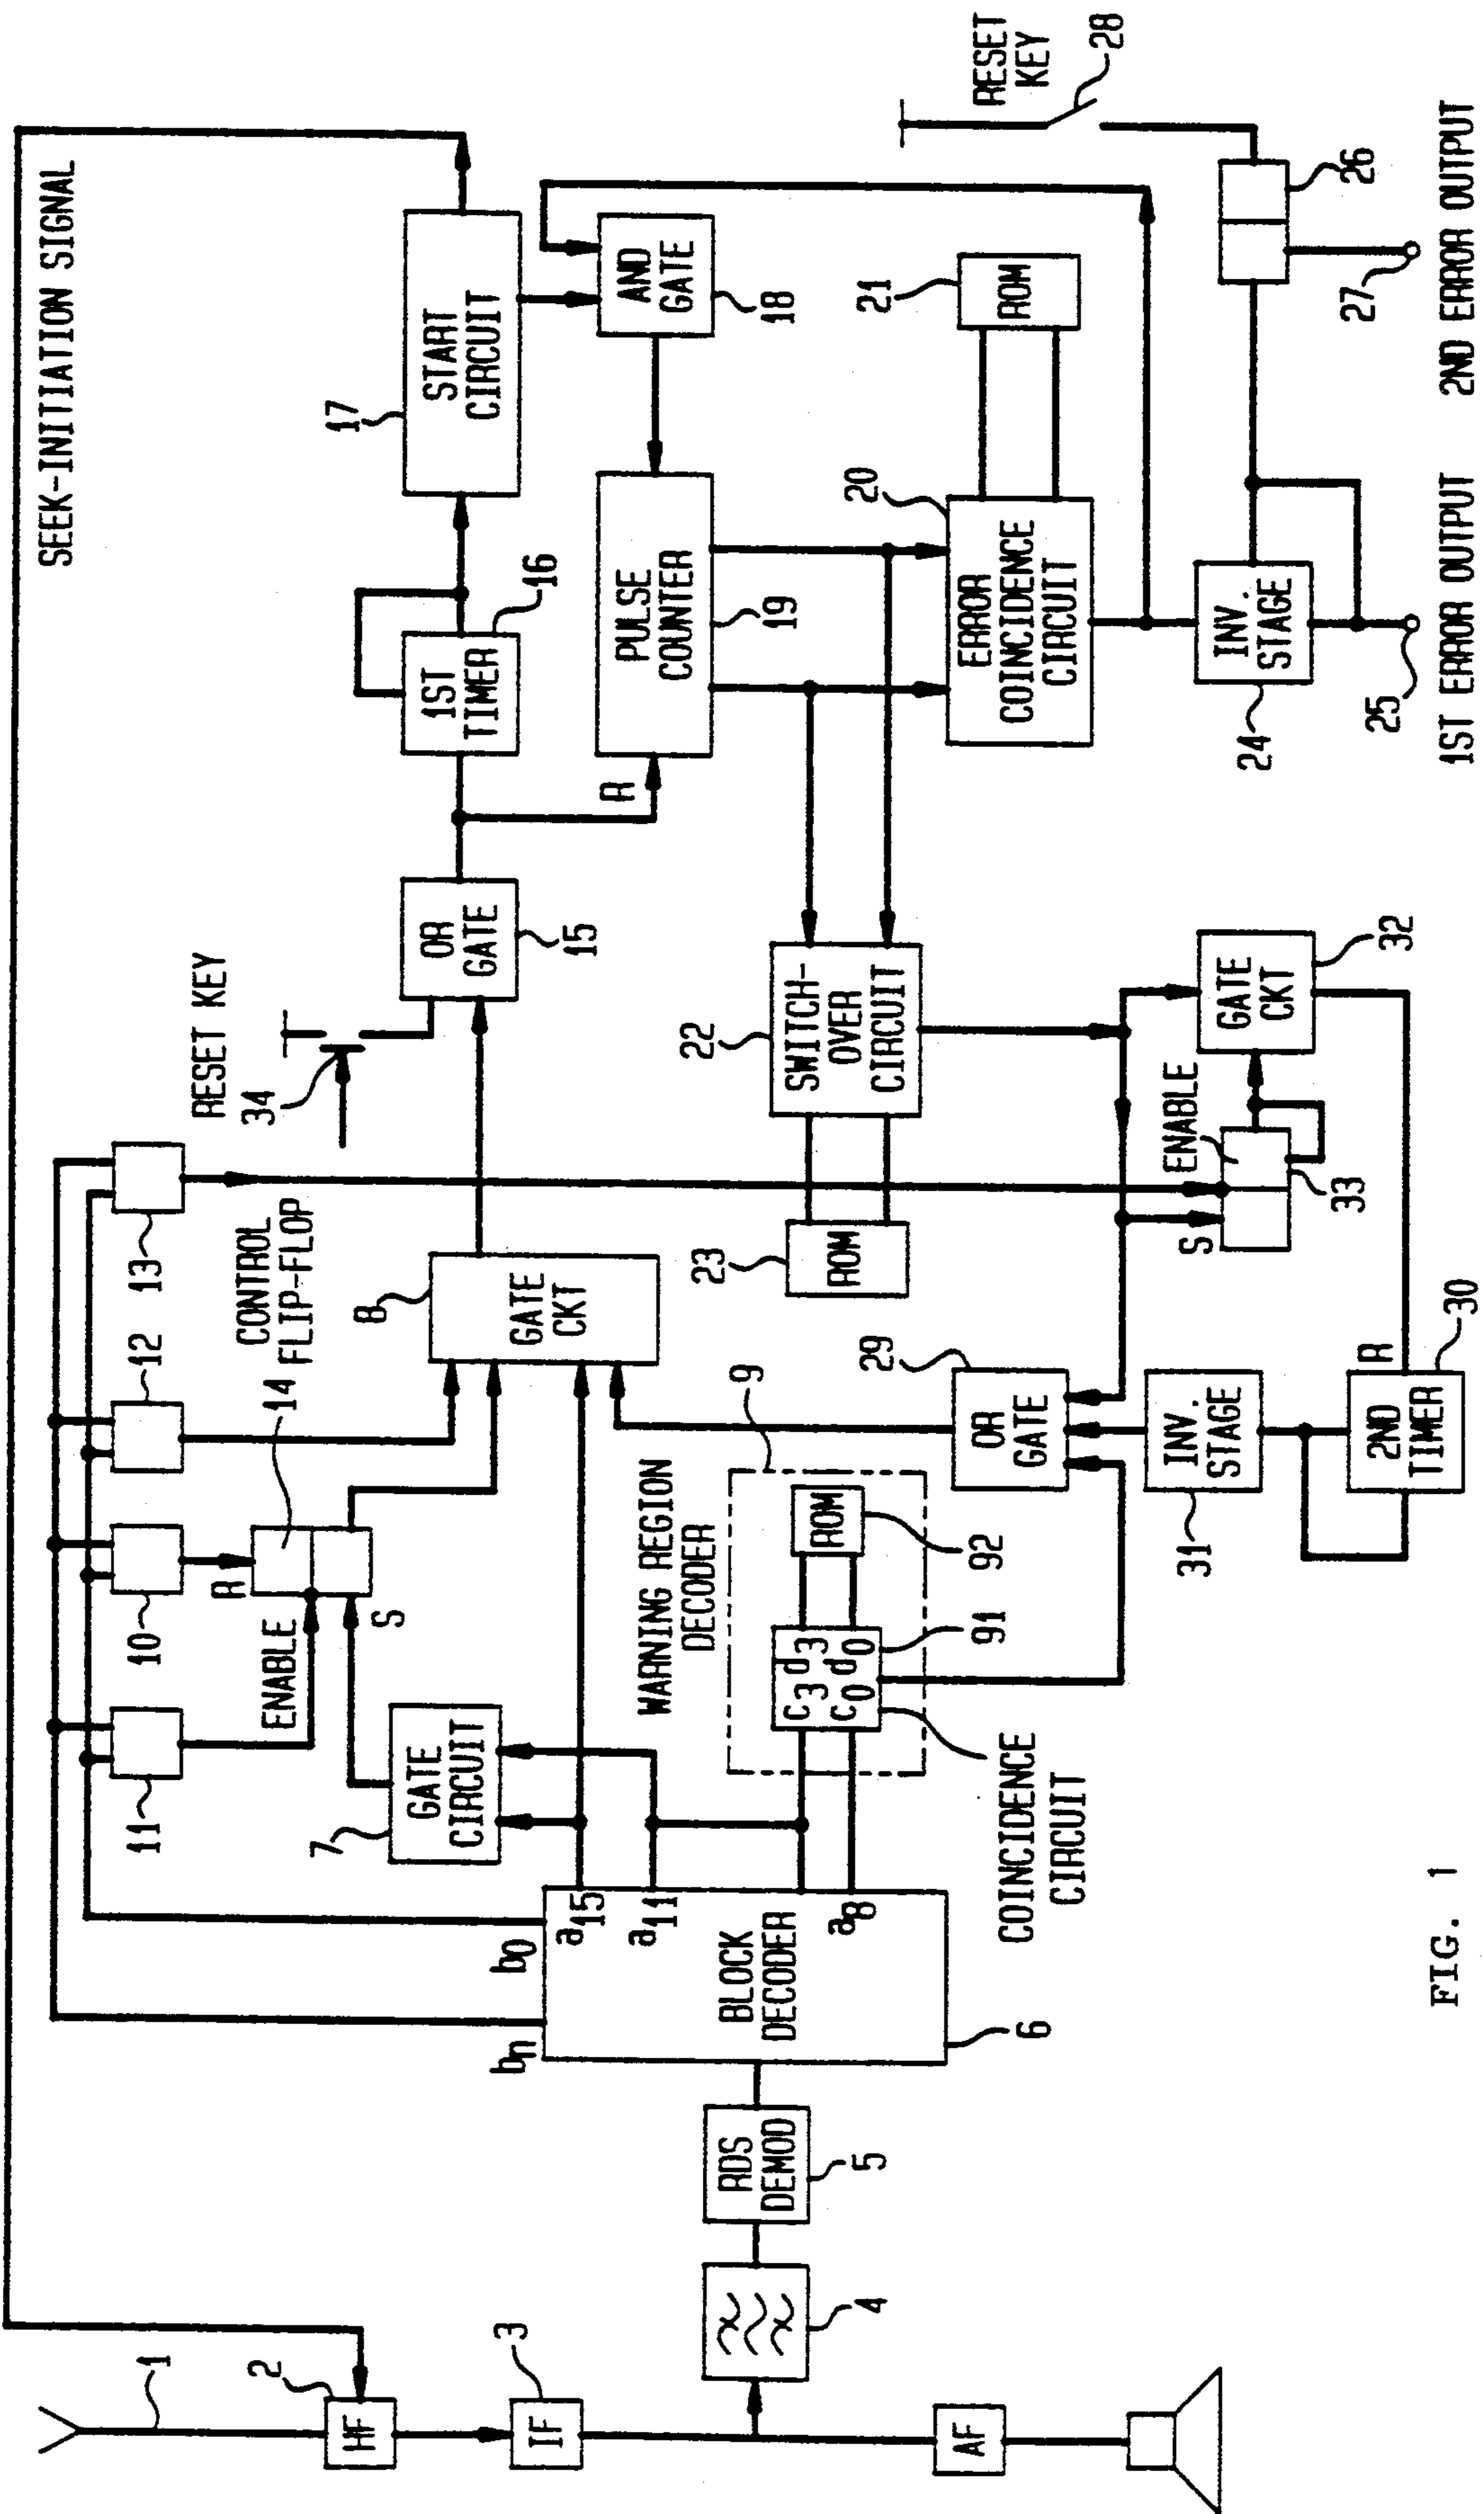 SEEK-INITIATION SIGNAL
1
2
HF
3
IF
AF
4
RDS
DEMOD
5
BLOCK
DECODER
6
bn
b0
a15
a11
a8
11
10
12
13
ENABLE
R
S
14
CONTROL
FLIP-FLOP
GATE
CIRCUIT
7
GATE
CKT
8
WARNING REGION
DECODER
9
C3 d3
C0 d0
91
ROM
92
COINCIDENCE
CIRCUIT
RESET KEY
34
OR
GATE
15
1ST
TIMER
16
START
CIRCUIT
17
AND
GATE
18
R
PULSE
COUNTER
19
ERROR
COINCIDENCE
CIRCUIT
20
ROM
21
SWITCH-
OVER
CIRCUIT
22
ROM
23
INV.
STAGE
24
25
1ST ERROR OUTPUT
26
27
2ND ERROR OUTPUT
RESET
KEY
28
OR
GATE
29
INV.
STAGE
31
2ND
TIMER
30
R
GATE
CKT
32
ENABLE
S
33
FIG. 1